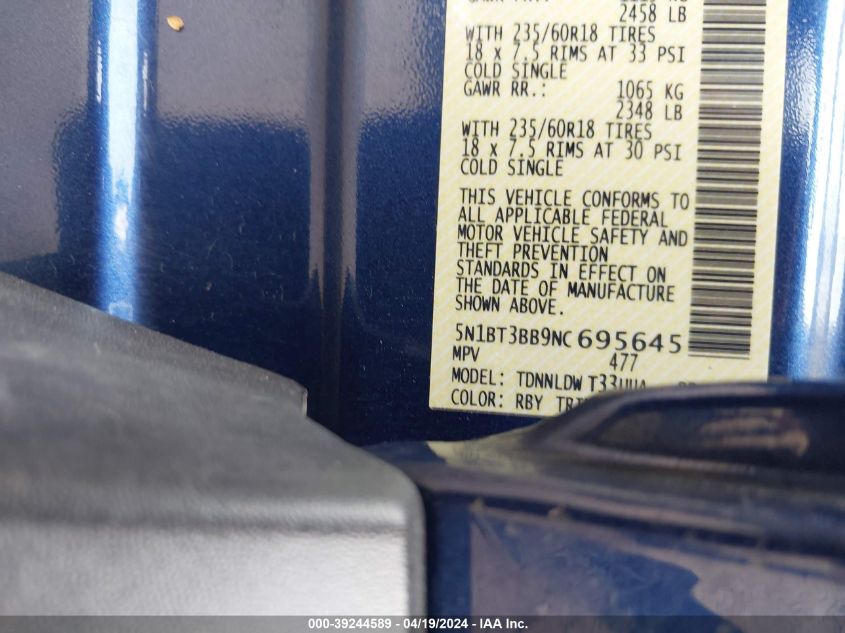 2458 LB
WITH 235/60R18 TIRES
18 x 7.5 RIMS AT 33 PSI
COLD SINGLE
GAWR RR.: 1065 KG
2348 LB
WITH 235/60R18 TIRES
18 x 7.5 RIMS AT 30 PSI
COLD SINGLE
THIS VEHICLE CONFORMS TO
ALL APPLICABLE FEDERAL
MOTOR VEHICLE SAFETY AND
THEFT PREVENTION
STANDARDS IN EFFECT ON
THE DATE OF MANUFACTURE
SHOWN ABOVE.
5N1BT3BB9NC695645
MPV 477
MODEL: TDNNLDW T33UUA
COLOR: RBY
000-39244589 - 04/19/2024 - IAA Inc.